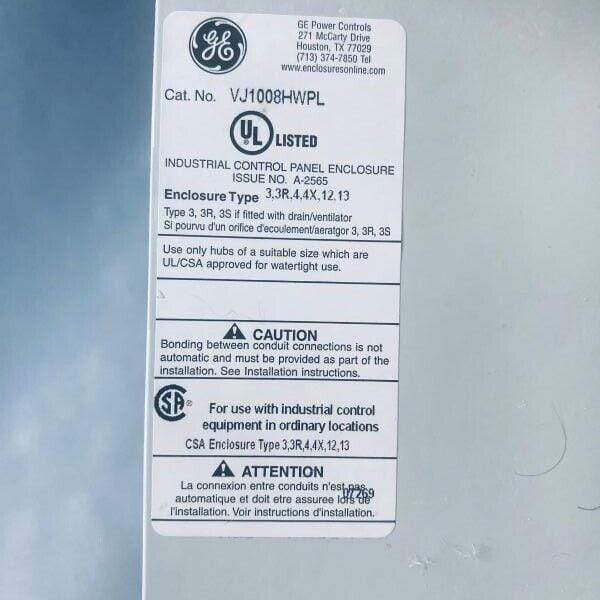 GE
GE Power Controls
271 McCarty Drive
Houston, TX 77029
(713) 374-7850 Tel
www.enclosuresonline.com
Cat. No. VJ1008HWPL
UL LISTED
INDUSTRIAL CONTROL PANEL ENCLOSURE
ISSUE NO. A-2565
Enclosure Type 3,3R,4,4X,12,13
Type 3, 3R, 3S if fitted with drain/ventilator
Si pourvu d'un orifice d'ecoulement/aeratgor 3, 3R, 3S
Use only hubs of a suitable size which are
UL/CSA approved for watertight use.
CAUTION
Bonding between conduit connections is not
automatic and must be provided as part of the
installation. See Installation instructions.
SA®
For use with industrial control
equipment in ordinary locations
CSA Enclosure Type 3,3R,4,4X,12,13
ATTENTION
La connexion entre conduits n'est pas
automatique et doit etre assuree lors de
l'installation. Voir instructions d'installation.
07269